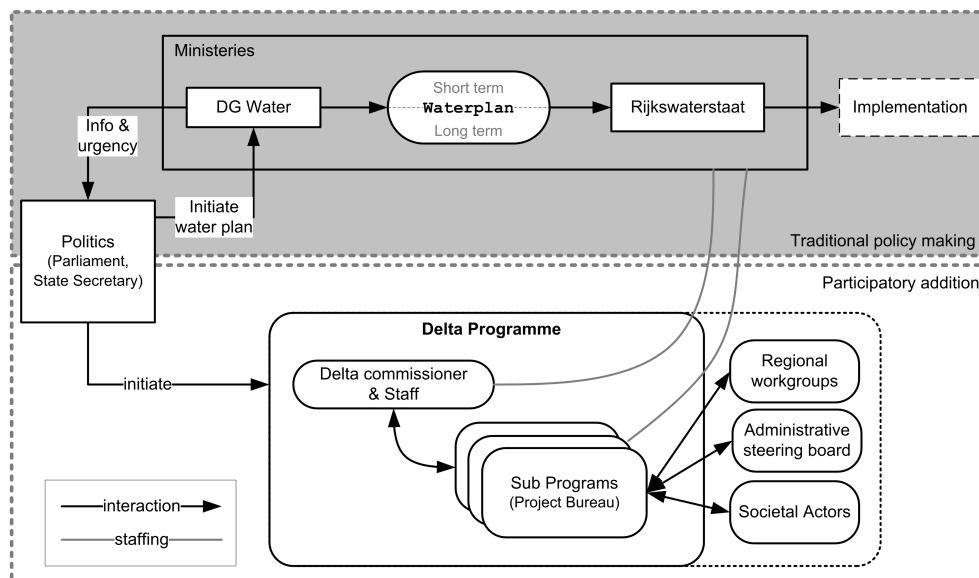 Ministeries
DG Water
Short term
Waterplan
Long term
Rijkswaterstaat
Implementation
Info &
urgency
Initiate
water plan
Politics
(Parliament,
State Secretary)
Traditional policy making
Participatory addition
Delta Programme
initiate
Delta commissioner
& Staff
Regional
workgroups
Administrative
steering board
Sub Programs
(Project Bureau)
Societal Actors
interaction
staffing